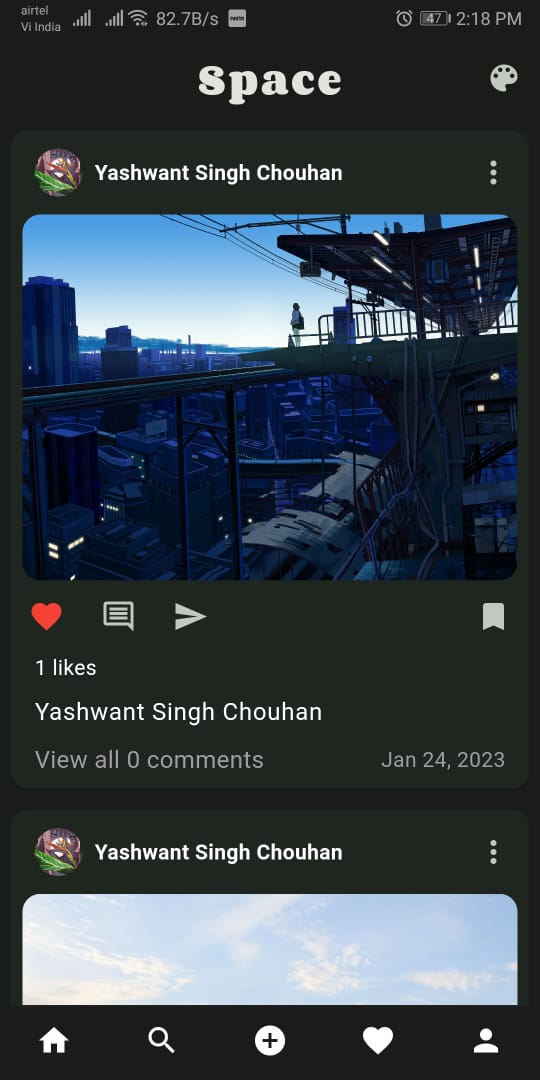 airtel
Vi India
82.7B/s
47
2:18 PM
Space
Yashwant Singh Chouhan
1 likes
Yashwant Singh Chouhan
View all 0 comments
Jan 24, 2023
Yashwant Singh Chouhan